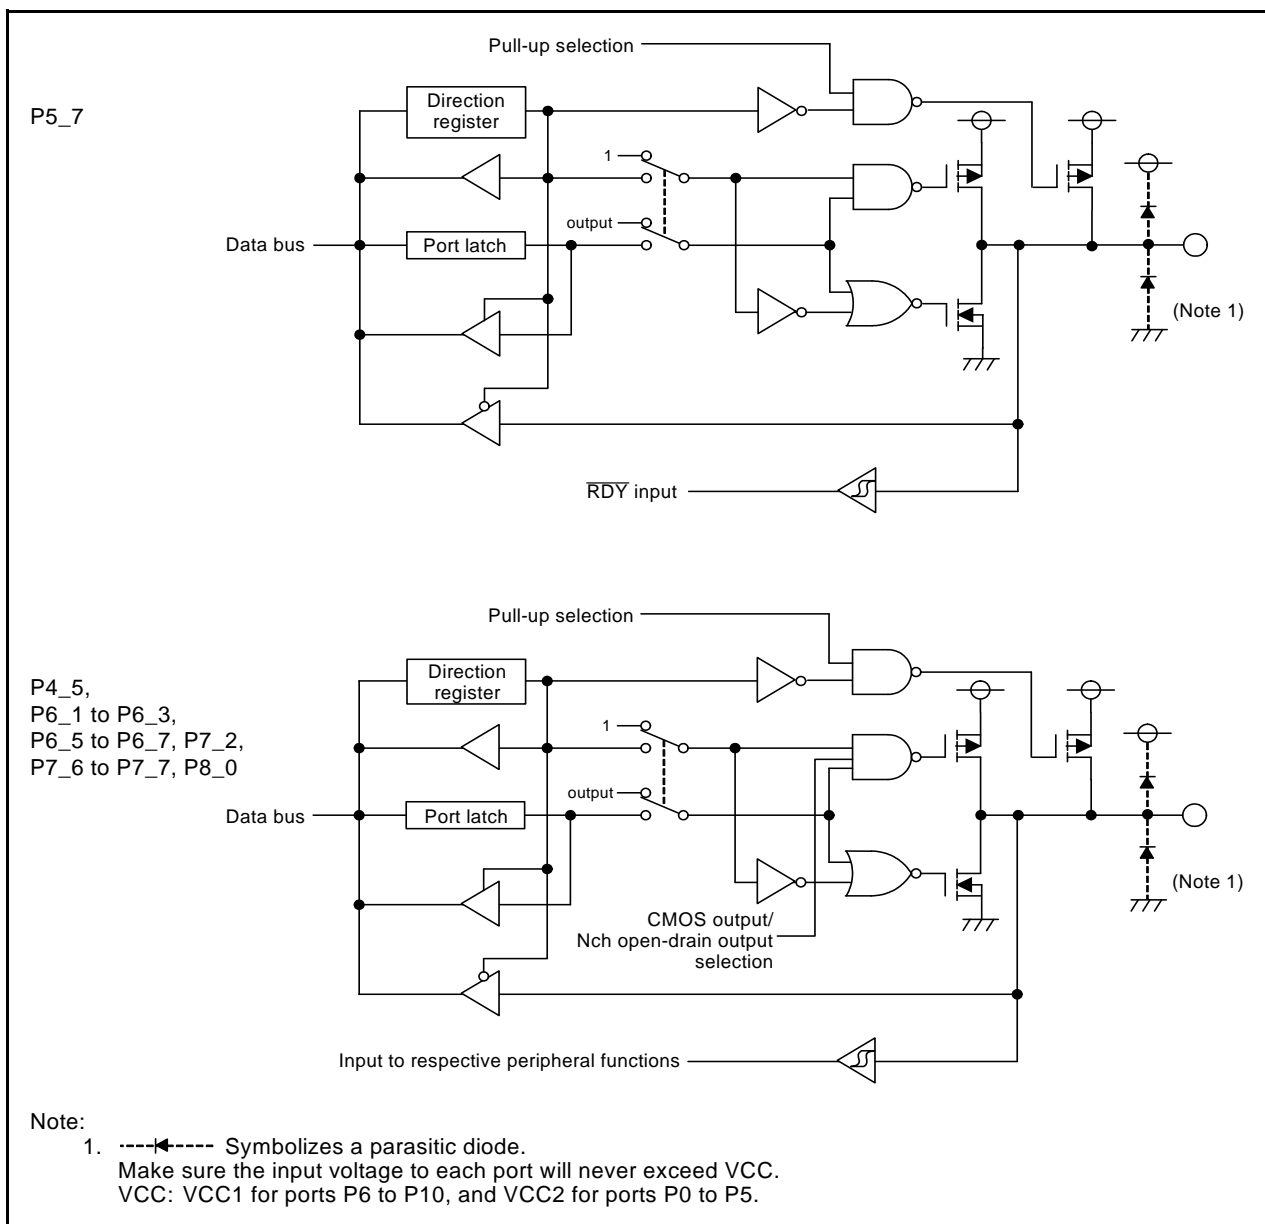 Pull-up selection
P5_7
Direction
register
1
output
Data bus
Port latch
(Note 1)
RDY input
Pull-up selection
P4_5,
P6_1 to P6_3,
P6_5 to P6_7, P7_2,
P7_6 to P7_7, P8_0
Direction
register
1
output
Data bus
Port latch
(Note 1)
CMOS output/
Nch open-drain output
selection
Input to respective peripheral functions
Note:
1. Symbolizes a parasitic diode.
Make sure the input voltage to each port will never exceed VCC.
VCC: VCC1 for ports P6 to P10, and VCC2 for ports P0 to P5.